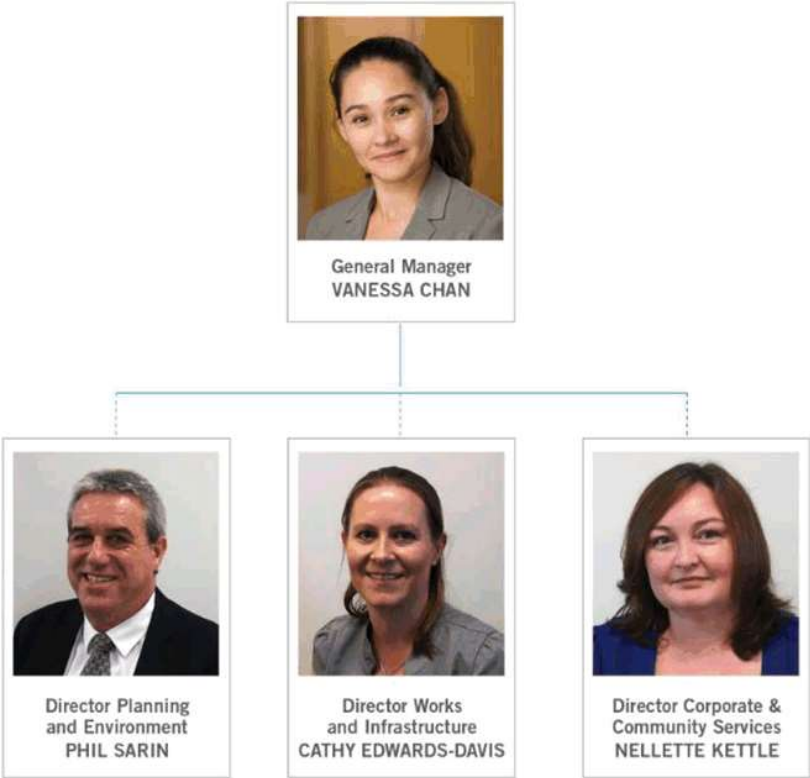 General Manager
VANESSA CHAN
Director Planning
and Environment
PHIL SARIN
Director Works
and Infrastructure
CATHY EDWARDS-DAVIS
Director Corporate &
Community Services
NELLETTE KETTLE